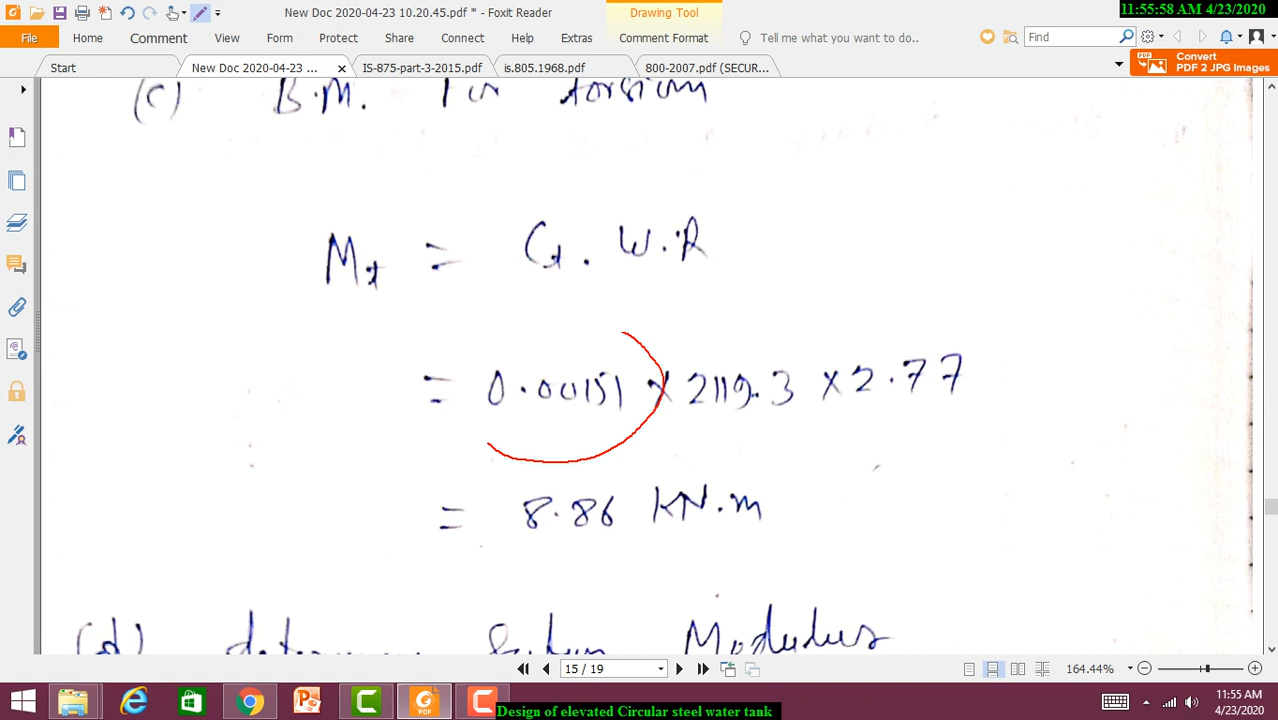 New Doc 2020-04-23 10.20.45.pdf * - Foxit Reader
Drawing Tool
11:55:58 AM 4/23/2020
File Home Comment View Form Protect Share Connect Help Extras Comment Format Tell me what you want to do.. Find
Start New Doc 2020-04-23 ... IS-875-part-3-2015.pdf is.805.1968.pdf 800-2007.pdf (SECUR...
Convert
PDF 2 JPG Images
(c) B.M. For torsion
Mt = Ct. W.R
= 0.00151 x 2119.3 x 2.77
= 8.86 KN.m
(d) Modulus
15 / 19
164.44%
PDF
11:55 AM
4/23/2020
Design of elevated Circular steel water tank